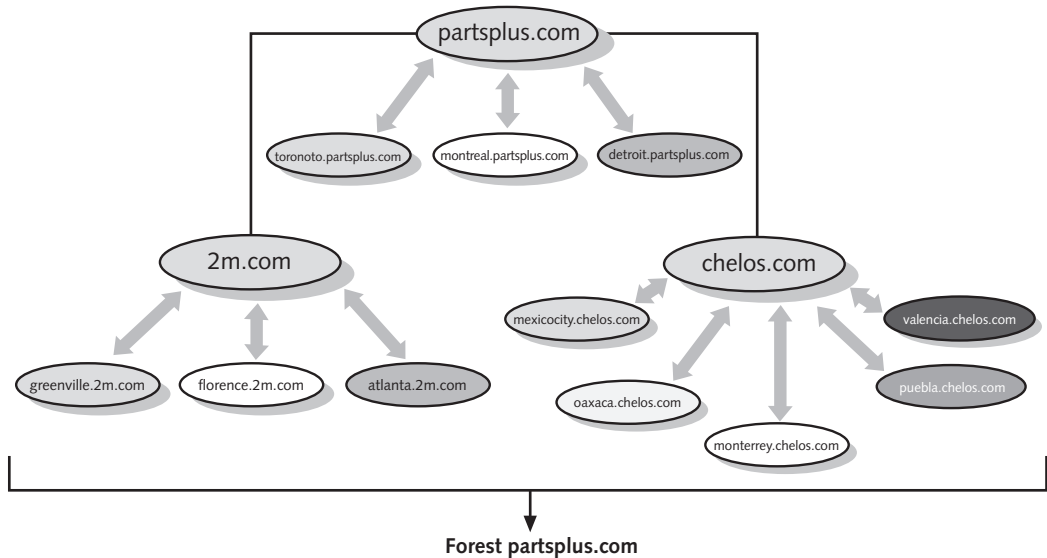 partsplus.com
toronoto.partsplus.com
montreal.partsplus.com
detroit.partsplus.com
2m.com
chelos.com
mexicocity.chelos.com
valencia.chelos.com
greenville.2m.com
florence.2m.com
atlanta.2m.com
oaxaca.chelos.com
puebla.chelos.com
monterrey.chelos.com
Forest partsplus.com